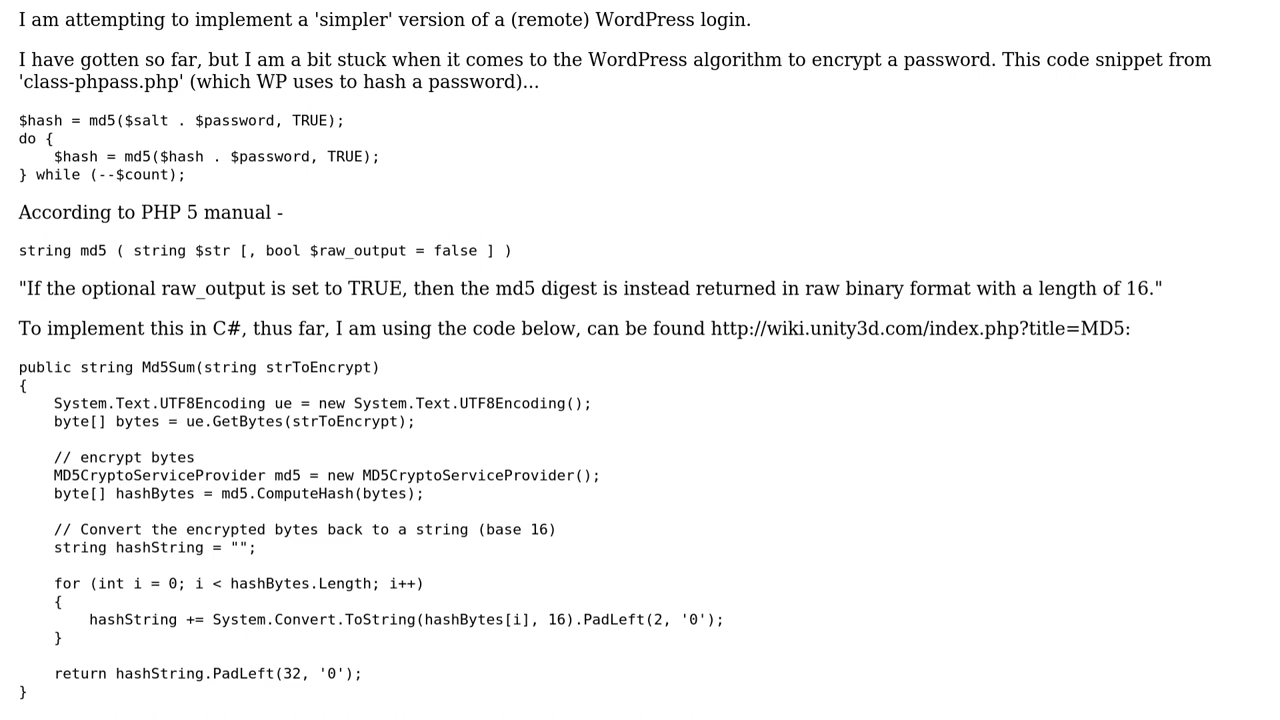 I am attempting to implement a 'simpler' version of a (remote) WordPress login.
I have gotten so far, but I am a bit stuck when it comes to the WordPress algorithm to encrypt a password. This code snippet from
'class-phpass.php' (which WP uses to hash a password)...
$hash = md5($salt . $password, TRUE);
do {
    $hash = md5($hash . $password, TRUE);
} while (--$count);
According to PHP 5 manual -
string md5 ( string $str [, bool $raw_output = false ] )
"If the optional raw_output is set to TRUE, then the md5 digest is instead returned in raw binary format with a length of 16."
To implement this in C#, thus far, I am using the code below, can be found http://wiki.unity3d.com/index.php?title=MD5:
public string Md5Sum(string strToEncrypt)
{
    System.Text.UTF8Encoding ue = new System.Text.UTF8Encoding();
    byte[] bytes = ue.GetBytes(strToEncrypt);
    // encrypt bytes
    MD5CryptoServiceProvider md5 = new MD5CryptoServiceProvider();
    byte[] hashBytes = md5.ComputeHash(bytes);
    // Convert the encrypted bytes back to a string (base 16)
    string hashString = "";
    for (int i = 0; i < hashBytes.Length; i++)
    {
        hashString += System.Convert.ToString(hashBytes[i], 16).PadLeft(2, '0');
    }
    return hashString.PadLeft(32, '0');
}